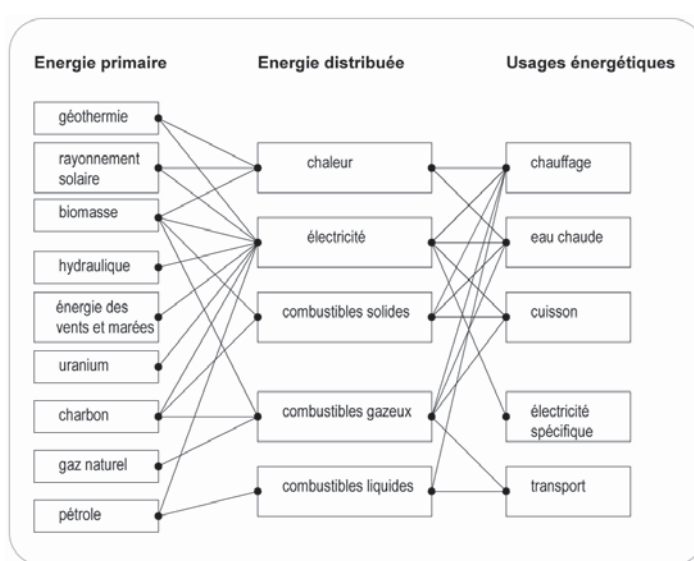 Energie primaire
Energie distribuée
Usages énergétiques
géothermie
rayonnement
solaire
biomasse
hydraulique
énergie des
vents et marées
uranium
charbon
gaz naturel
pétrole
chaleur
électricité
combustibles solides
combustibles gazeux
combustibles liquides
chauffage
eau chaude
cuisson
électricité
spécifique
transport